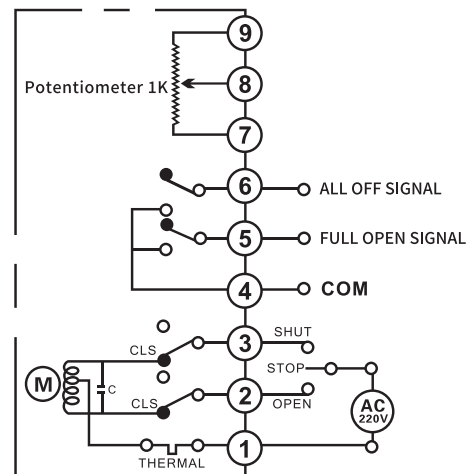 9
Potentiometer 1K
8
7
6 ALL OFF SIGNAL
5 FULL OPEN SIGNAL
4 COM
CLS 3 SHUT
STOP
M C
CLS 2 OPEN
AC
220V
1
THERMAL